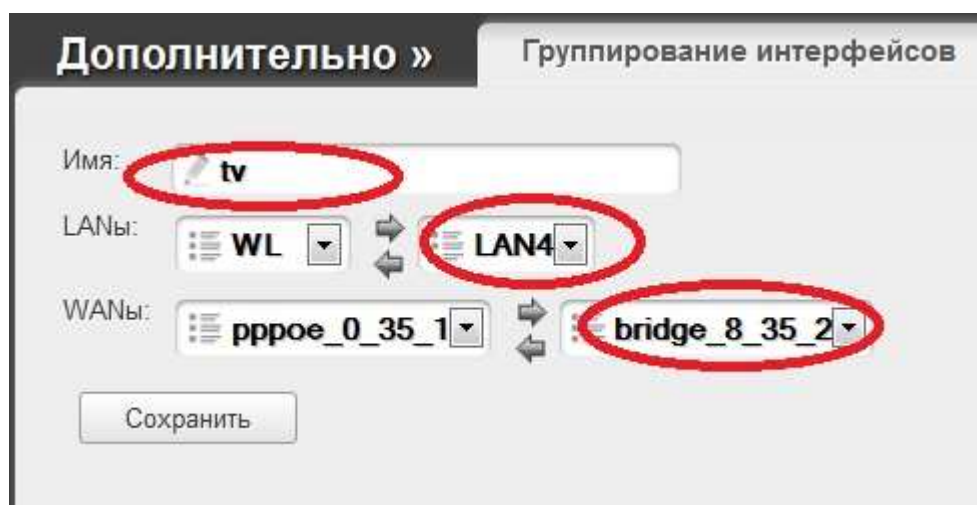 Дополнительно » Группирование интерфейсов
Имя: tv
LANы: WL LAN4
WANы: pppoe_0_35_1 bridge_8_35_2
Сохранить